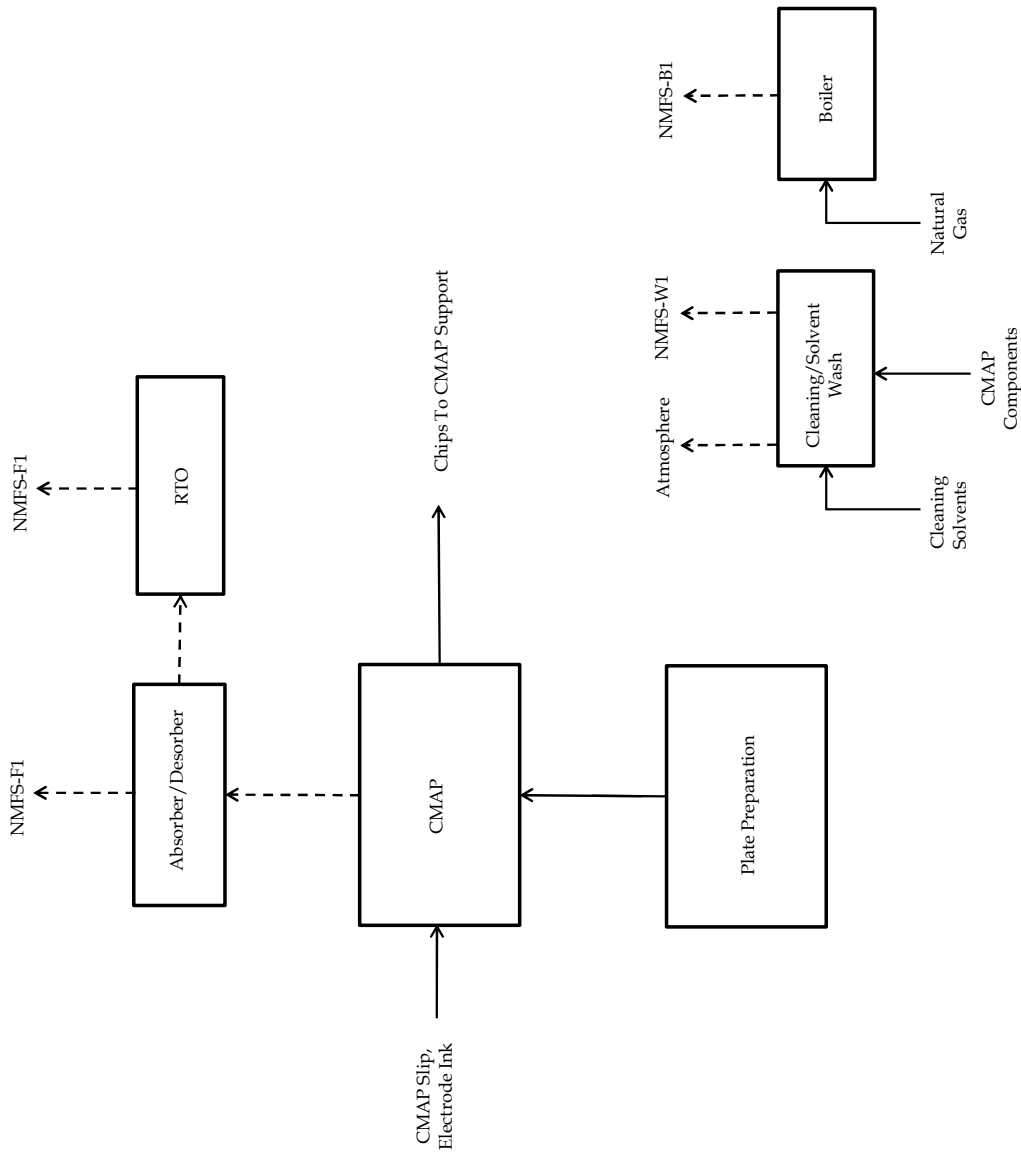 NMFS-F1
NMFS-F1
Absorber/Desorber
RTO
CMAP Slip,
Electrode Ink
CMAP
Chips To CMAP Support
Plate Preparation
Atmosphere
NMFS-W1
NMFS-B1
Cleaning/Solvent
Wash
Boiler
Cleaning
Solvents
CMAP
Components
Natural
Gas